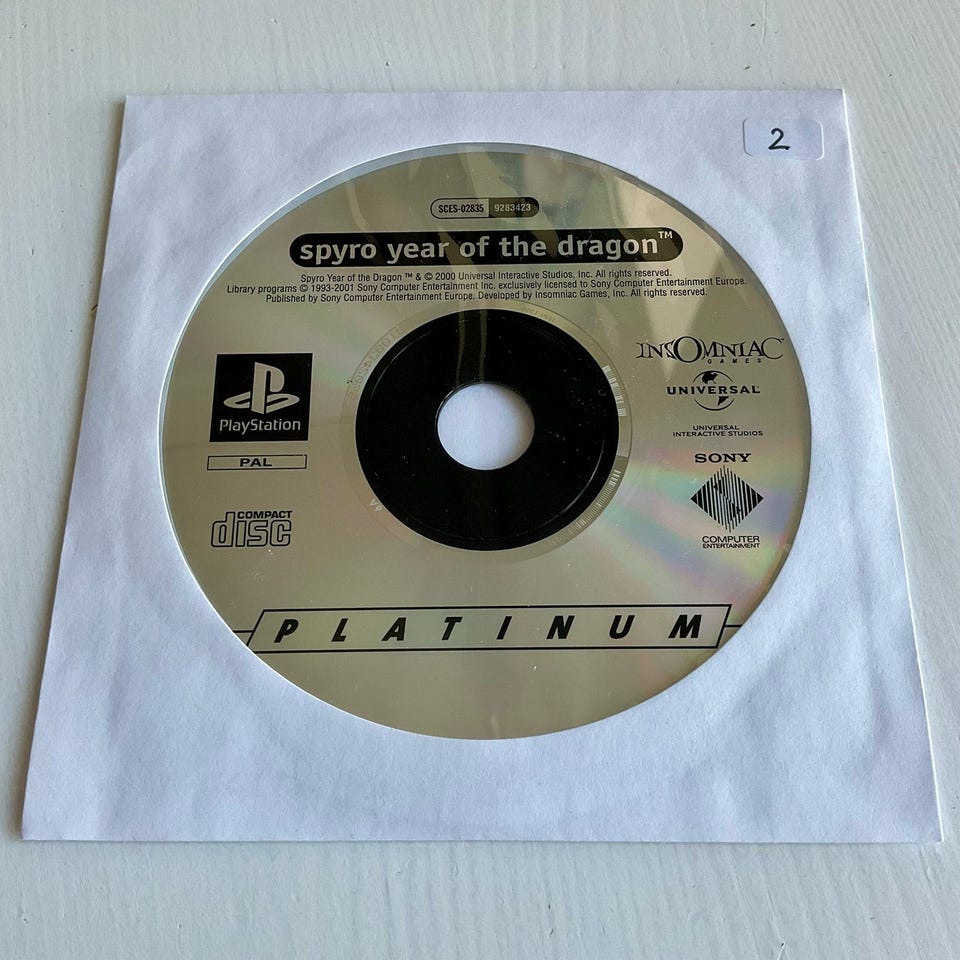 2
SCES-02835 9283423
spyro year of the dragon™
Spyro Year of the Dragon ™ & © 2000 Universal Interactive Studios, Inc. All rights reserved.
Library programs © 1993-2001 Sony Computer Entertainment Inc. exclusively licensed to Sony Computer Entertainment Europe.
Published by Sony Computer Entertainment Europe. Developed by Insomniac Games, Inc. All rights reserved.
INSOMNIAC
GAMES
UNIVERSAL
UNIVERSAL
INTERACTIVE STUDIOS
SONY
COMPUTER
ENTERTAINMENT
PlayStation
PAL
COMPACT
disc
PLATINUM